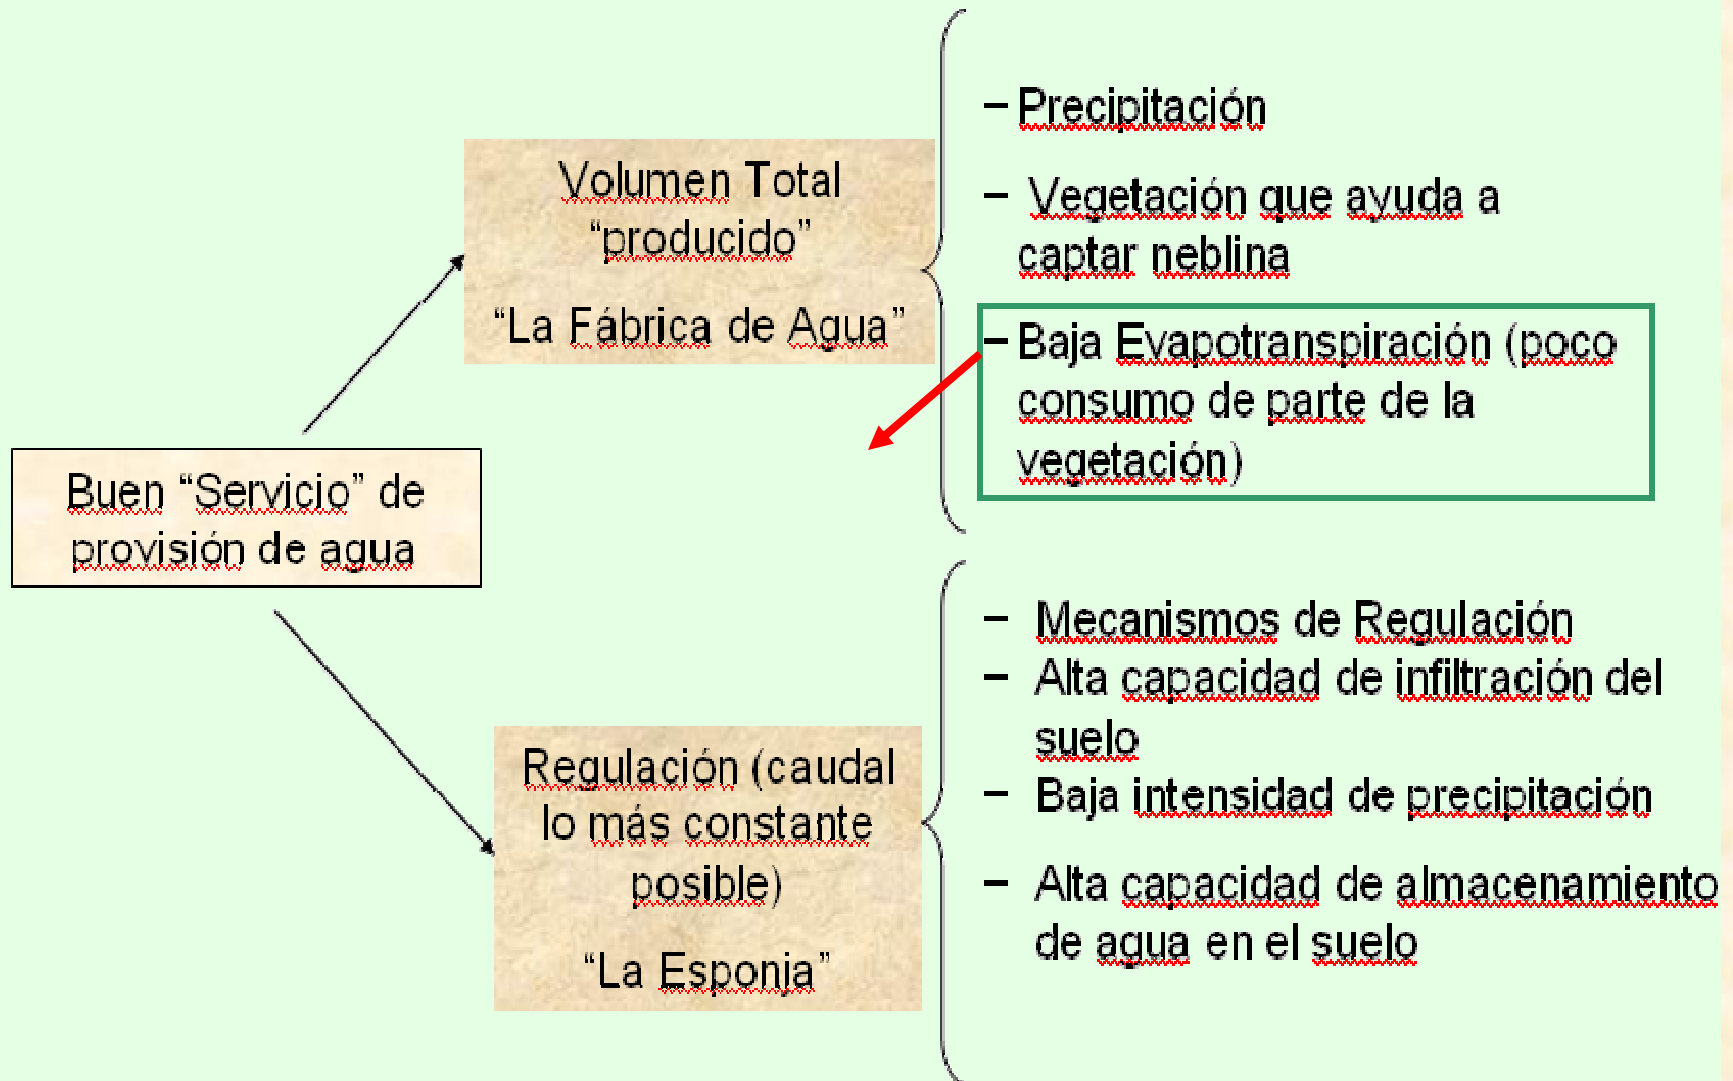 Buen “Servicio” de
provisión de agua
Volumen Total
“producido”
“La Fábrica de Agua”
– Precipitación
– Vegetación que ayuda a
captar neblina
– Baja Evapotranspiración (poco
consumo de parte de la
vegetación)
Regulación (caudal
lo más constante
posible)
“La Esponja”
– Mecanismos de Regulación
– Alta capacidad de infiltración del
suelo
– Baja intensidad de precipitación
– Alta capacidad de almacenamiento
de agua en el suelo